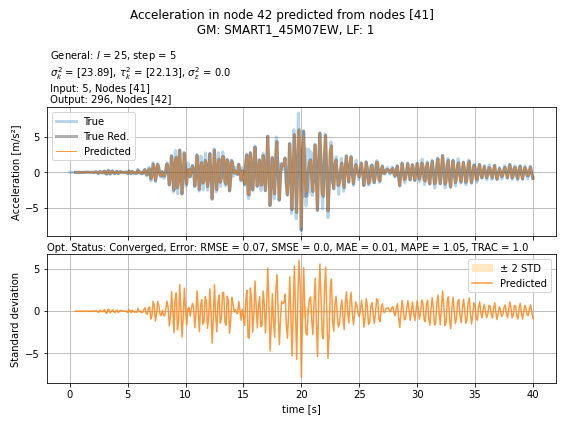 Acceleration in node 42 predicted from nodes [41]
GM: SMART1_45M07EW, LF: 1
General: l = 25, step = 5
σ²ₖ = [23.89], τ²ₖ = [22.13], σ²ε = 0.0
Input: 5, Nodes [41]
Output: 296, Nodes [42]
Acceleration [m/s²]
5
0
−5
True
True Red.
Predicted
Opt. Status: Converged, Error: RMSE = 0.07, SMSE = 0.0, MAE = 0.01, MAPE = 1.05, TRAC = 1.0
Standard deviation
5
0
−5
± 2 STD
Predicted
0 5 10 15 20 25 30 35 40
time [s]